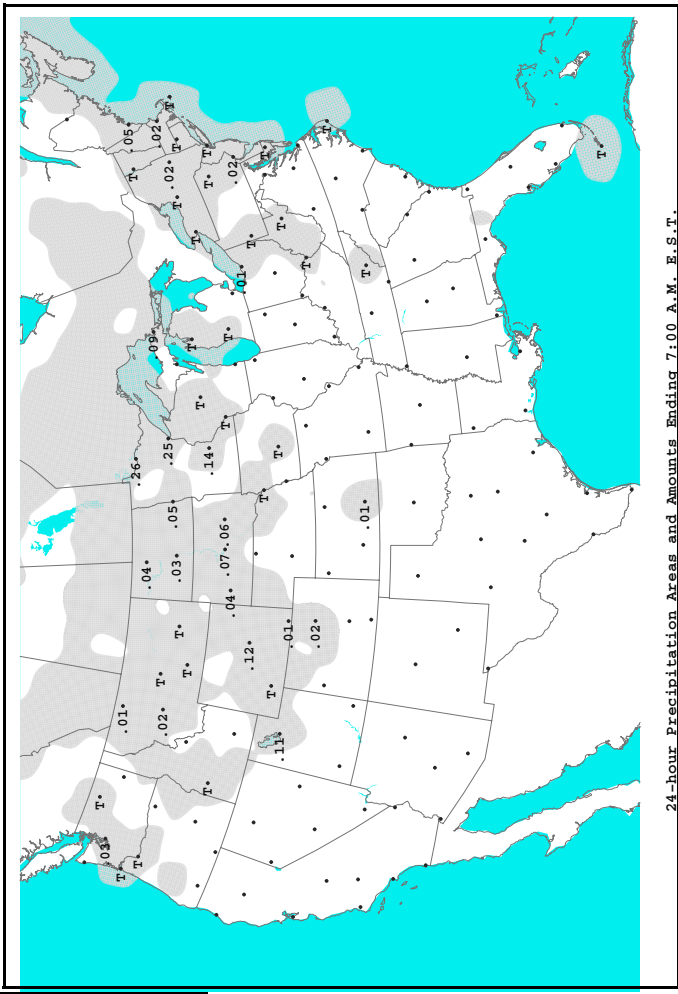 T
.03
T
.01
.05
T
T
.26
.04
.09
.02
T
.02
.25
.02
T
.05
.03
T
T
T
T
T
T
T
T
T
T
.14
T
T
.07
.06
T
T
.04
.02
.01
.12
T
T
T
T
.11
T
T
.01
T
.02
T
.01
T
T
24-hour Precipitation Areas and Amounts Ending 7:00 A.M. E.S.T.